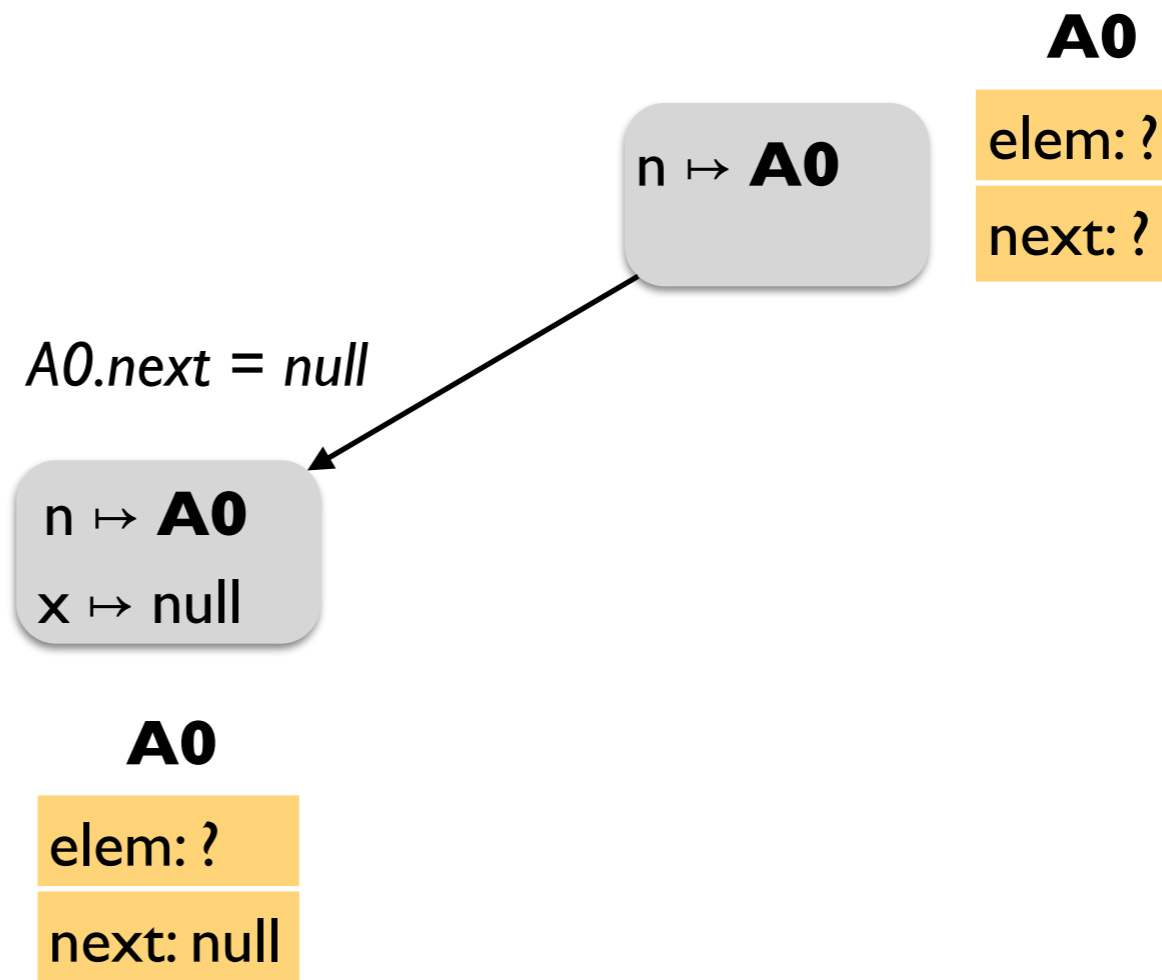 A0
elem: ?
n ↦ A0
next: ?
A0.next = null
n ↦ A0
x ↦ null
A0
elem: ?
next: null